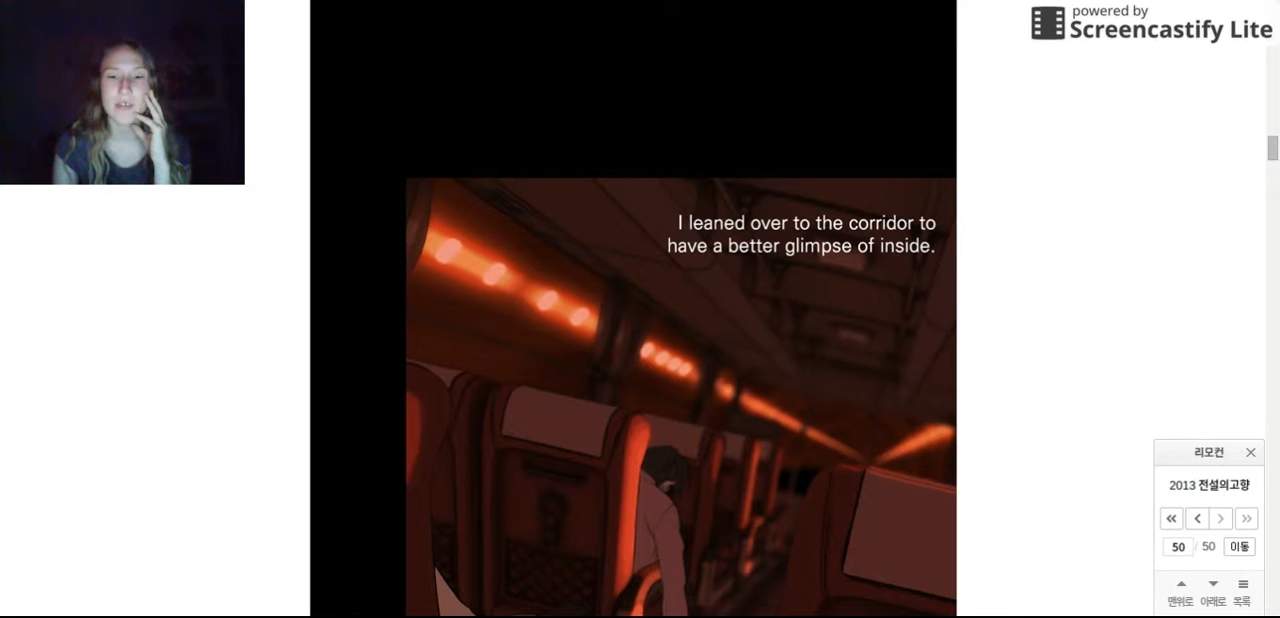 powered by
Screencastify Lite
I leaned over to the corridor to
have a better glimpse of inside.
리모컨
2013 전설의고향
50 / 50 이동
맨위로 아래로 목록